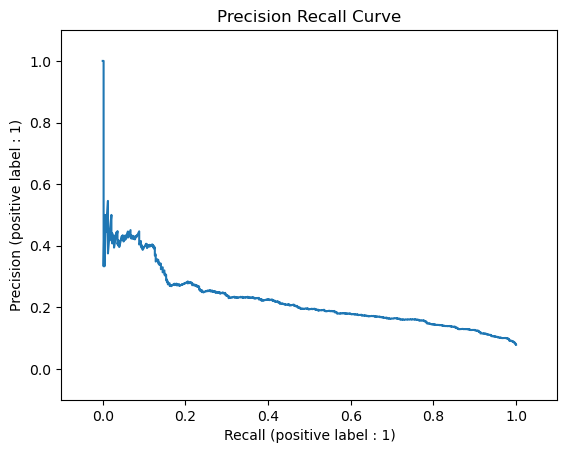 Precision Recall Curve
1.0
0.8
0.6
0.4
0.2
0.0
Precision (positive label : 1)
0.0 0.2 0.4 0.6 0.8 1.0
Recall (positive label : 1)